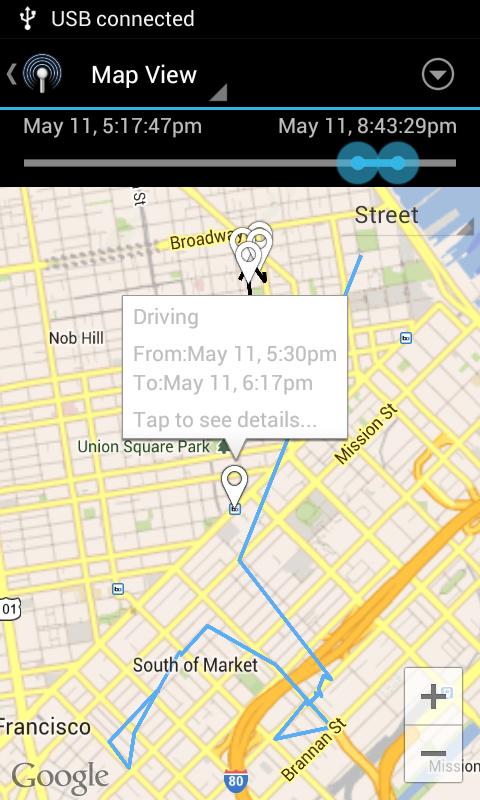 USB connected
Map View
May 11, 5:17:47pm
May 11, 8:43:29pm
St
Street
Broadway
Nob Hill
Driving
From:May 11, 5:30pm
To:May 11, 6:17pm
Tap to see details...
Union Square Park
Mission St
01
South of Market
Francisco
Brannan St
+
−
80
Mission
Google